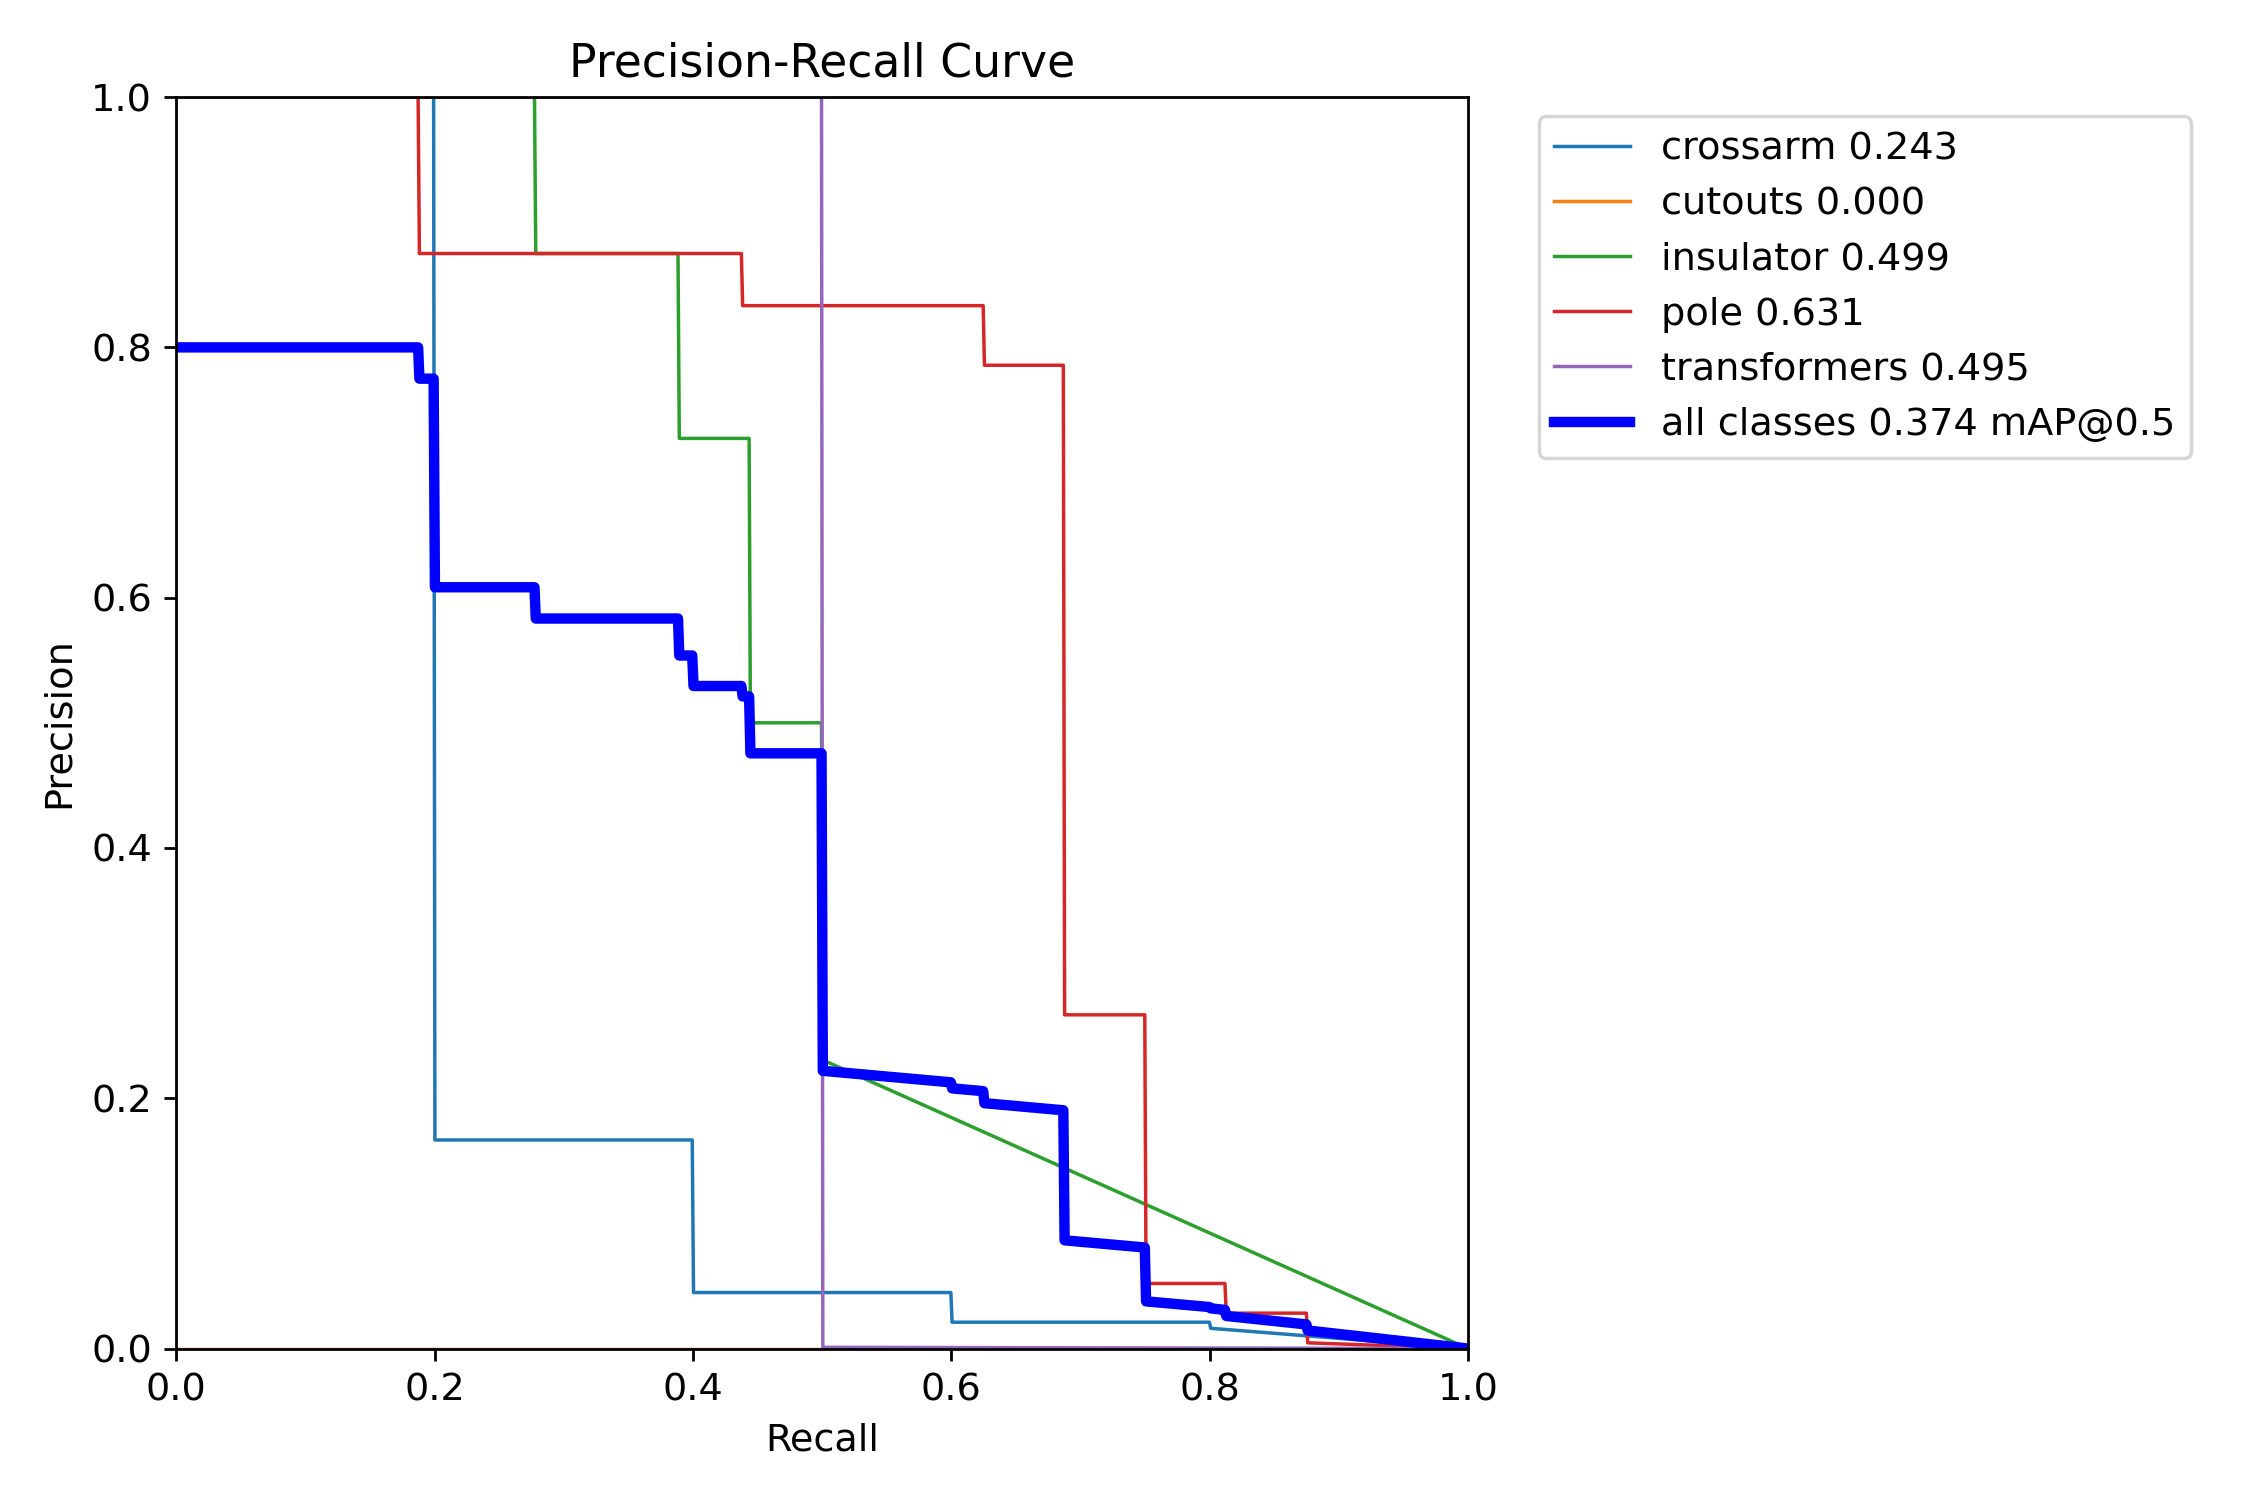 Precision-Recall Curve
1.0
0.8
0.6
0.4
0.2
0.0
Precision
0.0 0.2 0.4 0.6 0.8 1.0
Recall
crossarm 0.243
cutouts 0.000
insulator 0.499
pole 0.631
transformers 0.495
all classes 0.374 mAP@0.5